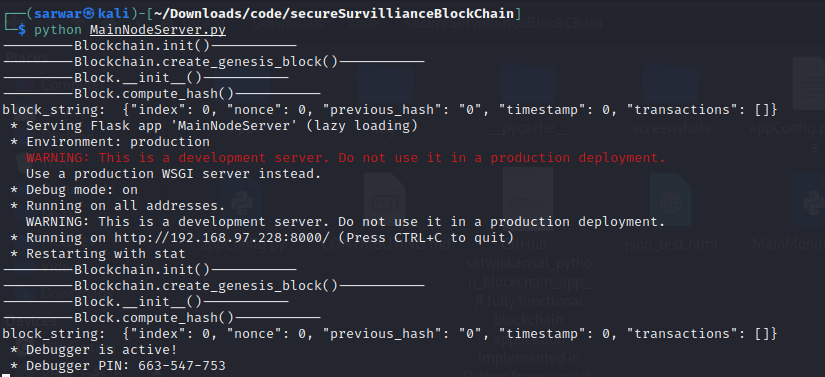 ┌──(sarwar㉿kali)-[~/Downloads/code/secureSurvillianceBlockChain]
└─$ python MainNodeServer.py
─────────Blockchain.init()───────────
─────────Blockchain.create_genesis_block()───────────
─────────Block.__init__()───────────
─────────Block.compute_hash()───────────
block_string:  {"index": 0, "nonce": 0, "previous_hash": "0", "timestamp": 0, "transactions": []}
 * Serving Flask app 'MainNodeServer' (lazy loading)
 * Environment: production
   WARNING: This is a development server. Do not use it in a production deployment.
   Use a production WSGI server instead.
 * Debug mode: on
 * Running on all addresses.
   WARNING: This is a development server. Do not use it in a production deployment.
 * Running on http://192.168.97.228:8000/ (Press CTRL+C to quit)
 * Restarting with stat
─────────Blockchain.init()───────────
─────────Blockchain.create_genesis_block()───────────
─────────Block.__init__()───────────
─────────Block.compute_hash()───────────
block_string:  {"index": 0, "nonce": 0, "previous_hash": "0", "timestamp": 0, "transactions": []}
 * Debugger is active!
 * Debugger PIN: 663-547-753
__pycache__
screenshots
json_test.html